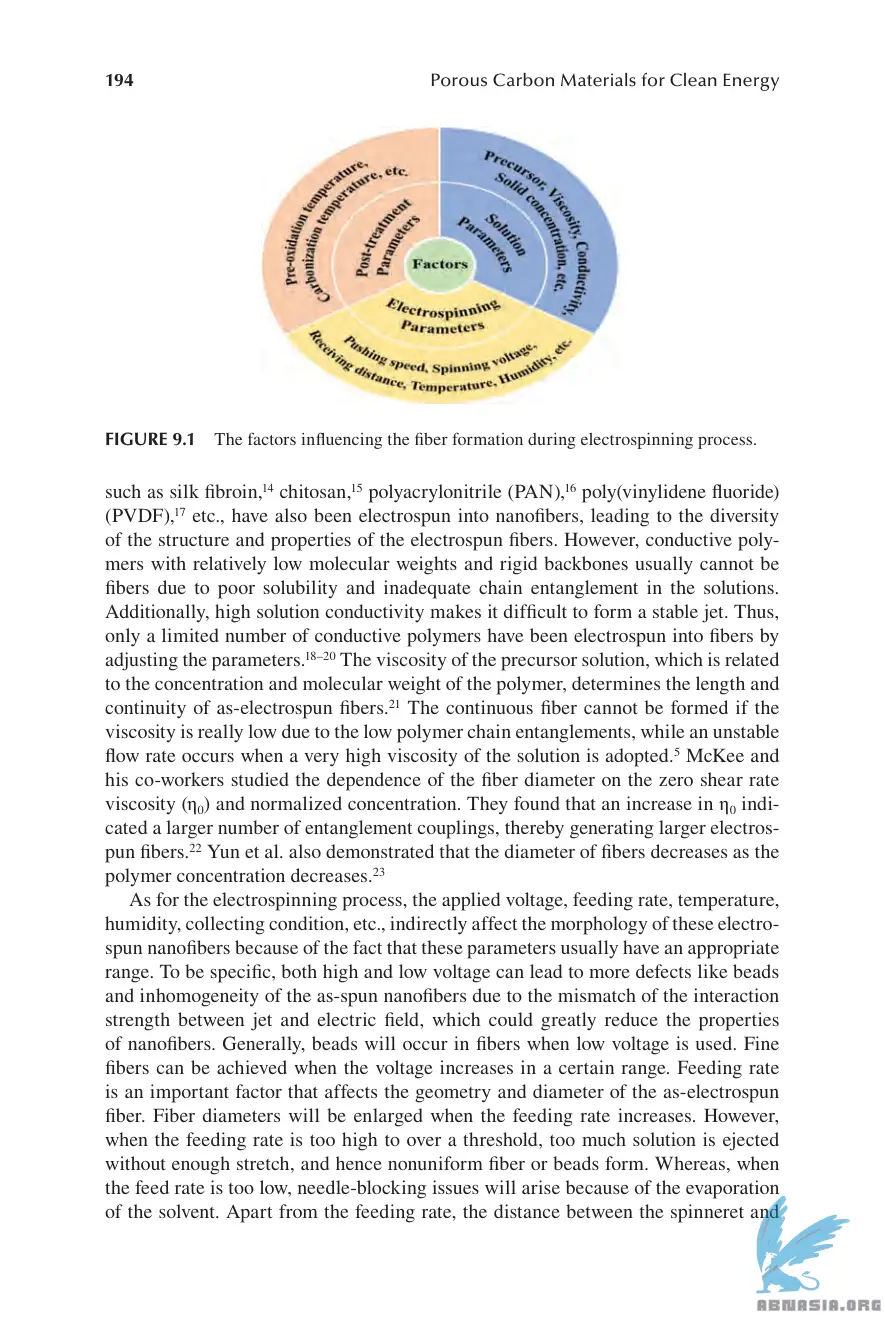 194
Porous Carbon Materials for Clean Energy
Pre-oxidation temperature,
Carbonization temperature, etc.
Post-treatment
Parameters
Precursor, Viscosity, Conductivity,
Solid concentration, etc.
Solution
Parameters
Factors
Electrospinning
Parameters
Pushing speed, Spinning voltage,
Receiving distance, Temperature, Humidity, etc.
FIGURE 9.1 The factors influencing the fiber formation during electrospinning process.
such as silk fibroin,14 chitosan,15 polyacrylonitrile (PAN),16 poly(vinylidene fluoride)
(PVDF),17 etc., have also been electrospun into nanofibers, leading to the diversity
of the structure and properties of the electrospun fibers. However, conductive poly-
mers with relatively low molecular weights and rigid backbones usually cannot be
fibers due to poor solubility and inadequate chain entanglement in the solutions.
Additionally, high solution conductivity makes it difficult to form a stable jet. Thus,
only a limited number of conductive polymers have been electrospun into fibers by
adjusting the parameters.18–20 The viscosity of the precursor solution, which is related
to the concentration and molecular weight of the polymer, determines the length and
continuity of as-electrospun fibers.21 The continuous fiber cannot be formed if the
viscosity is really low due to the low polymer chain entanglements, while an unstable
flow rate occurs when a very high viscosity of the solution is adopted.5 McKee and
his co-workers studied the dependence of the fiber diameter on the zero shear rate
viscosity (η0) and normalized concentration. They found that an increase in η0 indi-
cated a larger number of entanglement couplings, thereby generating larger electros-
pun fibers.22 Yun et al. also demonstrated that the diameter of fibers decreases as the
polymer concentration decreases.23
As for the electrospinning process, the applied voltage, feeding rate, temperature,
humidity, collecting condition, etc., indirectly affect the morphology of these electro-
spun nanofibers because of the fact that these parameters usually have an appropriate
range. To be specific, both high and low voltage can lead to more defects like beads
and inhomogeneity of the as-spun nanofibers due to the mismatch of the interaction
strength between jet and electric field, which could greatly reduce the properties
of nanofibers. Generally, beads will occur in fibers when low voltage is used. Fine
fibers can be achieved when the voltage increases in a certain range. Feeding rate
is an important factor that affects the geometry and diameter of the as-electrospun
fiber. Fiber diameters will be enlarged when the feeding rate increases. However,
when the feeding rate is too high to over a threshold, too much solution is ejected
without enough stretch, and hence nonuniform fiber or beads form. Whereas, when
the feed rate is too low, needle-blocking issues will arise because of the evaporation
of the solvent. Apart from the feeding rate, the distance between the spinneret and
ABNASIA.ORG